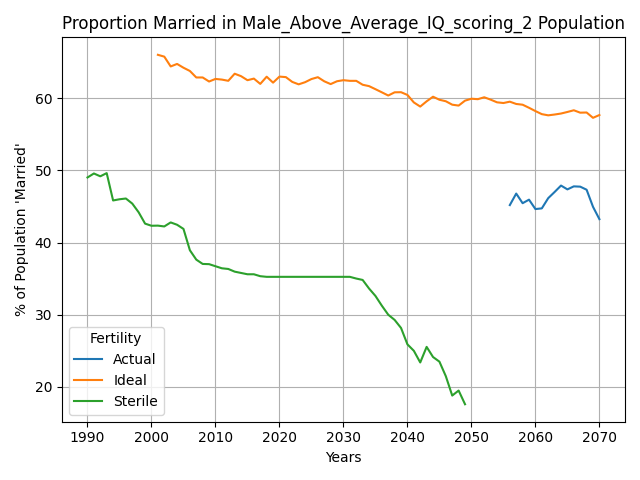 Proportion Married in Male_Above_Average_IQ_scoring_2 Population
% of Population 'Married'
60
50
40
30
20
Fertility
Actual
Ideal
Sterile
1990 2000 2010 2020 2030 2040 2050 2060 2070
Years